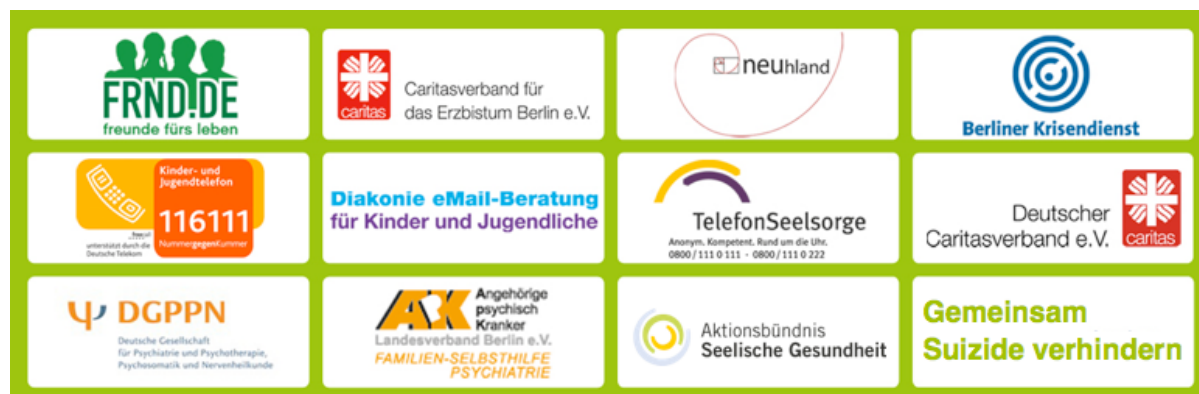 FRND.DE
freunde fürs leben
caritas
Caritasverband für
das Erzbistum Berlin e.V.
neuhland
Berliner Krisendienst
Kinder- und
Jugendtelefon
116111
NummergegenKummer
freecall
unterstützt durch die
Deutsche Telekom
Diakonie eMail-Beratung
für Kinder und Jugendliche
TelefonSeelsorge
Anonym. Kompetent. Rund um die Uhr.
0800/111 0 111 - 0800/111 0 222
Deutscher
Caritasverband e.V.
caritas
DGPPN
Deutsche Gesellschaft
für Psychiatrie und Psychotherapie,
Psychosomatik und Nervenheilkunde
Angehörige
psychisch
Kranker
Landesverband Berlin e.V.
FAMILIEN-SELBSTHILFE
PSYCHIATRIE
Aktionsbündnis
Seelische Gesundheit
Gemeinsam
Suizide verhindern